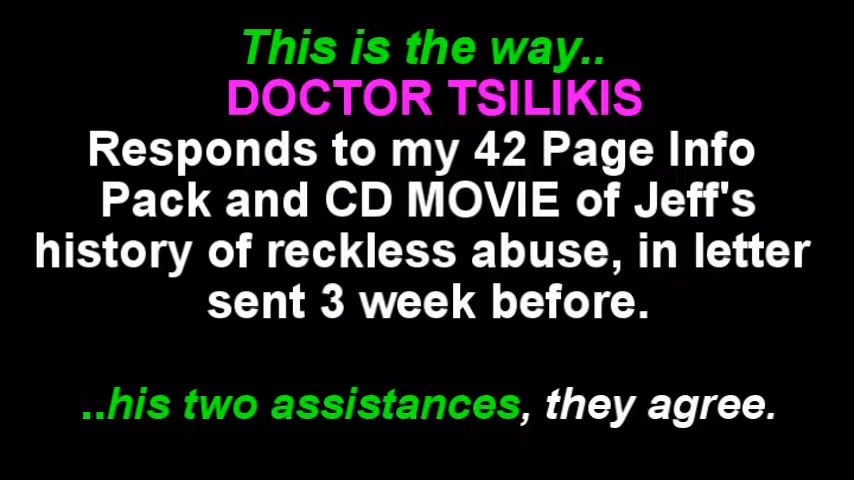 This is the way..
DOCTOR TSILIKIS
Responds to my 42 Page Info
Pack and CD MOVIE of Jeff's
history of reckless abuse, in letter
sent 3 week before.
..his two assistances, they agree.